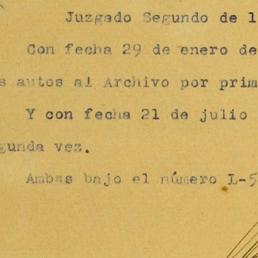 Juzgado Segundo de l
Con fecha 29 de enero de
s autos al Archivo por prim
Y con fecha 21 de julio
gunda vez.
Ambas bajo el número L-5